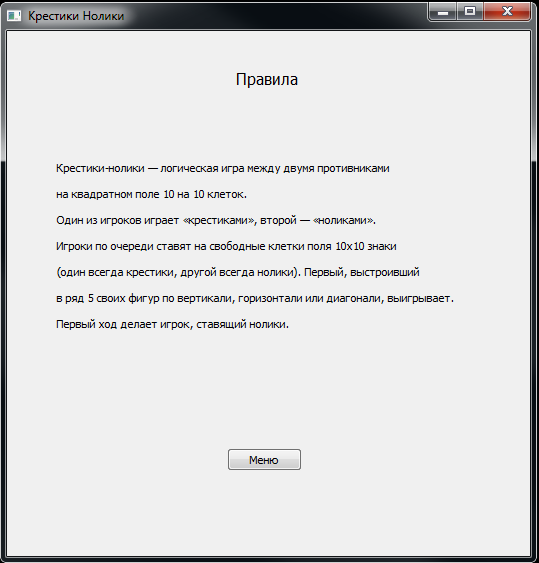 Крестики Нолики
Правила
Крестики-нолики — логическая игра между двумя противниками
на квадратном поле 10 на 10 клеток.
Один из игроков играет «крестиками», второй — «ноликами».
Игроки по очереди ставят на свободные клетки поля 10х10 знаки
(один всегда крестики, другой всегда нолики). Первый, выстроивший
в ряд 5 своих фигур по вертикали, горизонтали или диагонали, выигрывает.
Первый ход делает игрок, ставящий нолики.
Меню